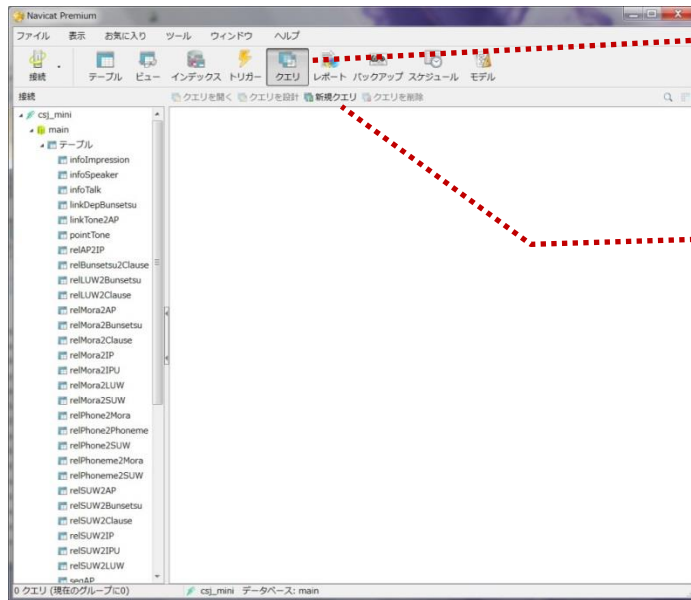 Navicat Premium
ファイル 表示 お気に入り ツール ウィンドウ ヘルプ
接続 テーブル ビュー インデックス トリガー クエリ レポート バックアップ スケジュール モデル
接続 クエリを開く クエリを設計 新規クエリ クエリを削除
csj_mini
main
テーブル
infoImpression
infoSpeaker
infoTalk
linkDepBunsetsu
linkTone2AP
pointTone
relAP2IP
relBunsetsu2Clause
relLUW2Bunsetsu
relLUW2Clause
relMora2AP
relMora2Bunsetsu
relMora2Clause
relMora2IP
relMora2IPU
relMora2LUW
relMora2SUW
relPhone2Mora
relPhone2Phoneme
relPhone2SUW
relPhoneme2Mora
relPhoneme2SUW
relSUW2AP
relSUW2Bunsetsu
relSUW2Clause
relSUW2IP
relSUW2IPU
relSUW2LUW
segAP
0 クエリ (現在のグループに0) csj_mini データベース: main